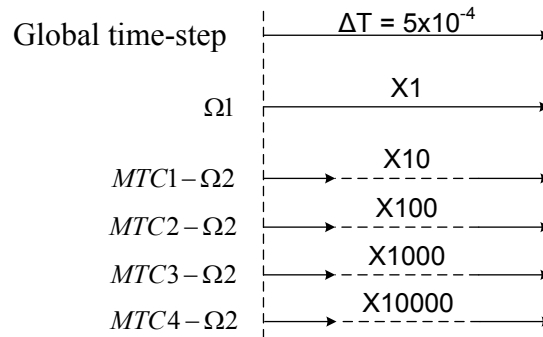 Global time-step ΔT = 5x10⁻⁴
Ω1 X1
MTC1−Ω2 X10
MTC2−Ω2 X100
MTC3−Ω2 X1000
MTC4−Ω2 X10000